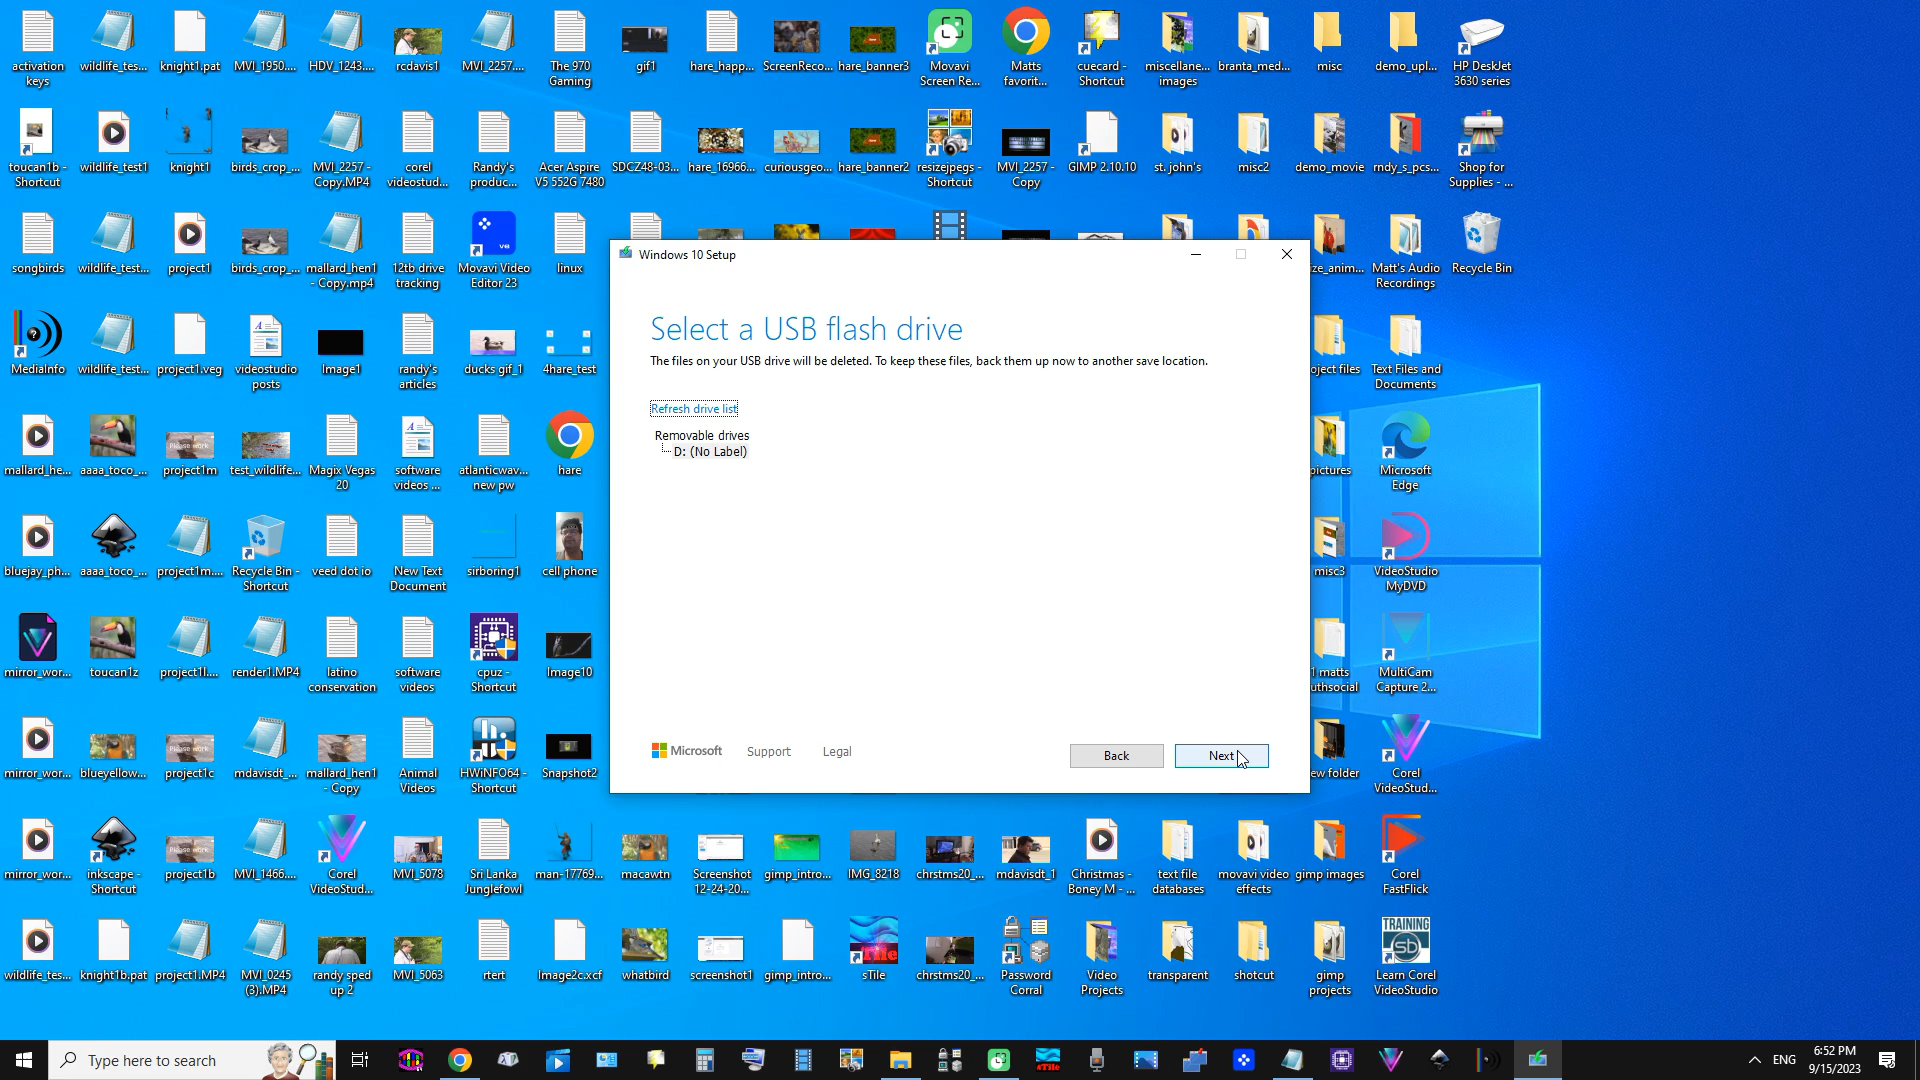 activation
keys
wildlife_tes...
knight1.pat
MVI_1950....
HDV_1243....
rcdavis1
MVI_2257....
The 970
Gaming
gif1
hare_happ...
ScreenReco...
hare_banner3
Movavi
Screen Re...
Matts
favorit...
cuecard -
Shortcut
miscellane...
images
branta_med...
misc
demo_upl...
HP DeskJet
3630 series
toucan1b -
Shortcut
wildlife_test1
knight1
birds_crop_...
MVI_2257 -
Copy.MP4
corel
videostud...
Randy's
produc...
Acer Aspire
V5 552G 7480
SDCZ48-03...
hare_16966...
curiousgeo...
hare_banner2
resizejpegs -
Shortcut
MVI_2257 -
Copy
GIMP 2.10.10
st. john's
misc2
demo_movie
rndy_s_pcs...
Shop for
Supplies - ...
songbirds
wildlife_test...
project1
birds_crop_...
mallard_hen1
- Copy.mp4
12tb drive
tracking
Movavi Video
Editor 23
linux
ize_anim...
Matt's Audio
Recordings
Recycle Bin
Windows 10 Setup
Select a USB flash drive
The files on your USB drive will be deleted. To keep these files, back them up now to another save location.
Refresh drive list
Removable drives
D: (No Label)
Microsoft
Support
Legal
Back
Next
MediaInfo
wildlife_test...
project1.veg
videostudio
posts
Image1
randy's
articles
ducks gif_1
4hare_test
oject files
Text Files and
Documents
mallard_he...
aaaa_toco_...
project1m
test_wildlife...
Magix Vegas
20
software
videos ...
atlanticwav...
new pw
hare
pictures
Microsoft
Edge
bluejay_ph...
aaaa_toco_...
project1m....
Recycle Bin -
Shortcut
veed dot io
New Text
Document
sirboring1
cell phone
misc3
VideoStudio
MyDVD
mirror_wor...
toucan1z
project1l....
render1.MP4
latino
conservation
software
videos
cpuz -
Shortcut
Image10
1 matts
uthsocial
MultiCam
Capture 2...
mirror_wor...
blueyellow...
project1c
mdavisdt_...
mallard_hen1
- Copy
Animal
Videos
HWiNFO64 -
Shortcut
Snapshot2
ew folder
Corel
VideoStud...
mirror_wor...
inkscape -
Shortcut
project1b
MVI_1466....
Corel
VideoStud...
MVI_5078
Sri Lanka
Junglefowl
man-17769...
macawtn
Screenshot
12-24-20...
gimp_intro...
IMG_8218
chrstms20_...
mdavisdt_1
Christmas -
Boney M - ...
text file
databases
movavi video
effects
gimp images
Corel
FastFlick
wildlife_tes...
knight1b.pat
project1.MP4
MVI_0245
(3).MP4
randy sped
up 2
MVI_5063
rtert
Image2c.xcf
whatbird
screenshot1
gimp_intro...
sTile
chrstms20_...
Password
Corral
Video
Projects
transparent
shotcut
gimp
projects
TRAINING
sb
Learn Corel
VideoStudio
Type here to search
ENG
6:52 PM
9/15/2023